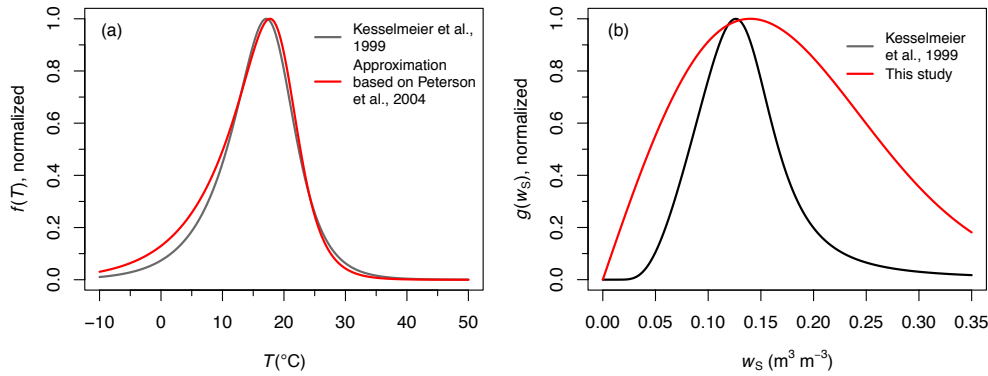 (a)
Kesselmeier et al.,
1999
Approximation
based on Peterson
et al., 2004
f(T), normalized
0.0
0.2
0.4
0.6
0.8
1.0
−10
0
10
20
30
40
50
T(°C)
(b)
Kesselmeier
et al., 1999
This study
g(wS), normalized
0.0
0.2
0.4
0.6
0.8
1.0
0.00
0.05
0.10
0.15
0.20
0.25
0.30
0.35
wS (m³ m⁻³)